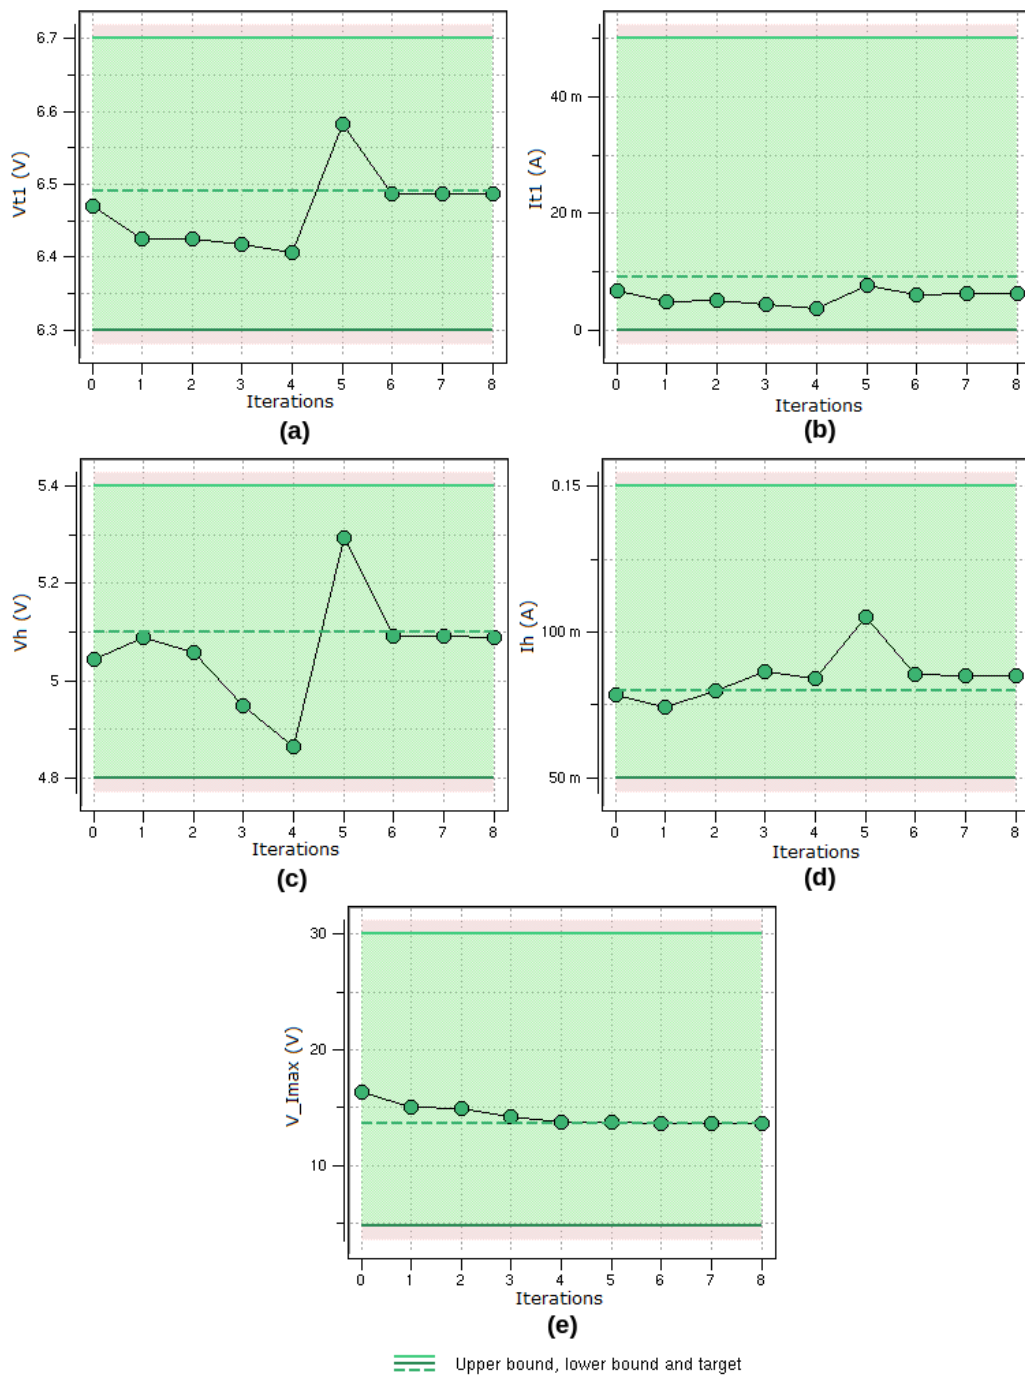 6.7
6.6
6.5
6.4
6.3
Vt1 (V)
0 1 2 3 4 5 6 7 8
Iterations
(a)
40 m
20 m
0
It1 (A)
0 1 2 3 4 5 6 7 8
Iterations
(b)
5.4
5.2
5
4.8
Vh (V)
0 1 2 3 4 5 6 7 8
Iterations
(c)
0.15
100 m
50 m
Ih (A)
0 1 2 3 4 5 6 7 8
Iterations
(d)
30
20
10
V_Imax (V)
0 1 2 3 4 5 6 7 8
Iterations
(e)
Upper bound, lower bound and target